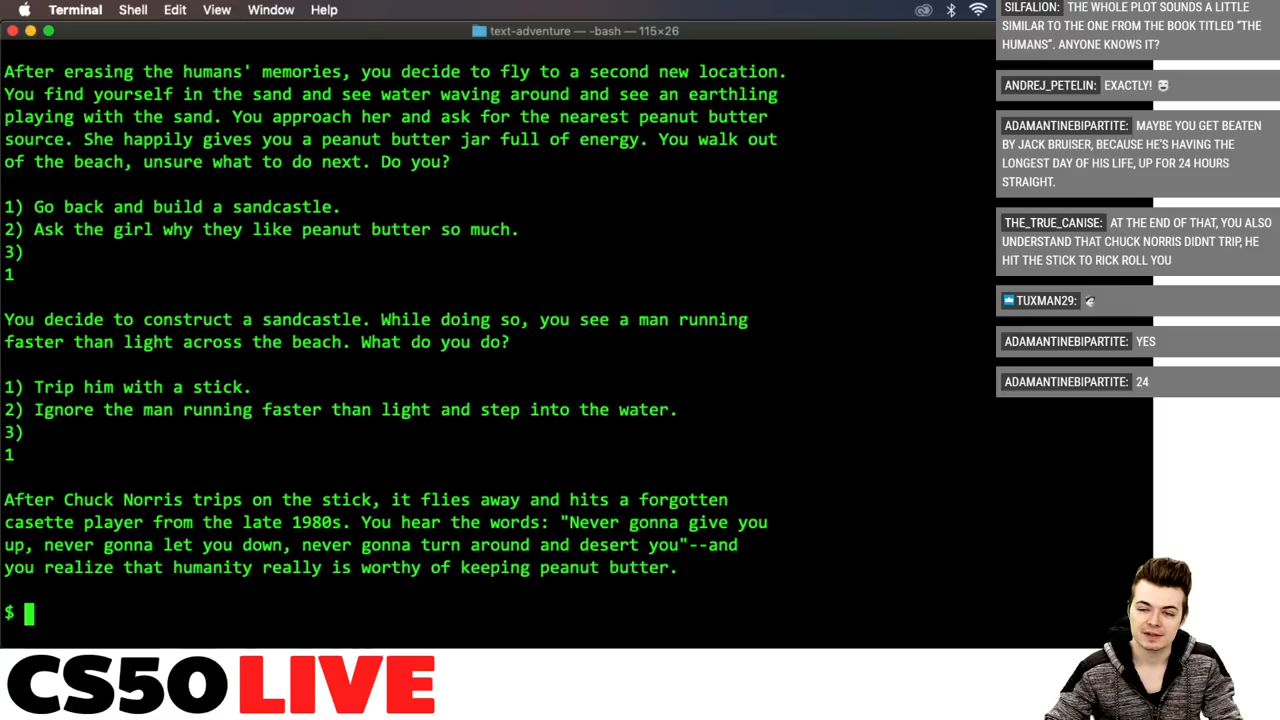 Terminal Shell Edit View Window Help
text-adventure — -bash — 115×26
After erasing the humans' memories, you decide to fly to a second new location.
You find yourself in the sand and see water waving around and see an earthling
playing with the sand. You approach her and ask for the nearest peanut butter
source. She happily gives you a peanut butter jar full of energy. You walk out
of the beach, unsure what to do next. Do you?
1) Go back and build a sandcastle.
2) Ask the girl why they like peanut butter so much.
3)
1
You decide to construct a sandcastle. While doing so, you see a man running
faster than light across the beach. What do you do?
1) Trip him with a stick.
2) Ignore the man running faster than light and step into the water.
3)
1
After Chuck Norris trips on the stick, it flies away and hits a forgotten
casette player from the late 1980s. You hear the words: "Never gonna give you
up, never gonna let you down, never gonna turn around and desert you"--and
you realize that humanity really is worthy of keeping peanut butter.
$
SILFALION: THE WHOLE PLOT SOUNDS A LITTLE
SIMILAR TO THE ONE FROM THE BOOK TITLED “THE
HUMANS”. ANYONE KNOWS IT?
ANDREJ_PETELIN: EXACTLY!
ADAMANTINEBIPARTITE: MAYBE YOU GET BEATEN
BY JACK BRUISER, BECAUSE HE'S HAVING THE
LONGEST DAY OF HIS LIFE, UP FOR 24 HOURS
STRAIGHT.
THE_TRUE_CANISE: AT THE END OF THAT, YOU ALSO
UNDERSTAND THAT CHUCK NORRIS DIDNT TRIP, HE
HIT THE STICK TO RICK ROLL YOU
TUXMAN29:
ADAMANTINEBIPARTITE: YES
ADAMANTINEBIPARTITE: 24
CS50 LIVE